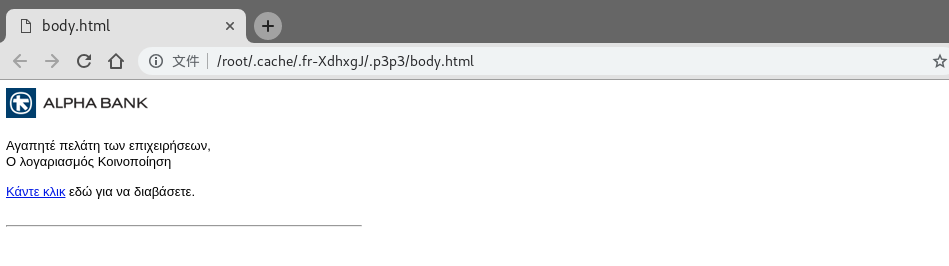 body.html
文件
/root/.cache/.fr-XdhxgJ/.p3p3/body.html
ALPHA BANK
Αγαπητέ πελάτη των επιχειρήσεων,
Ο λογαριασμός Κοινοποίηση
Κάντε κλικ εδώ για να διαβάσετε.